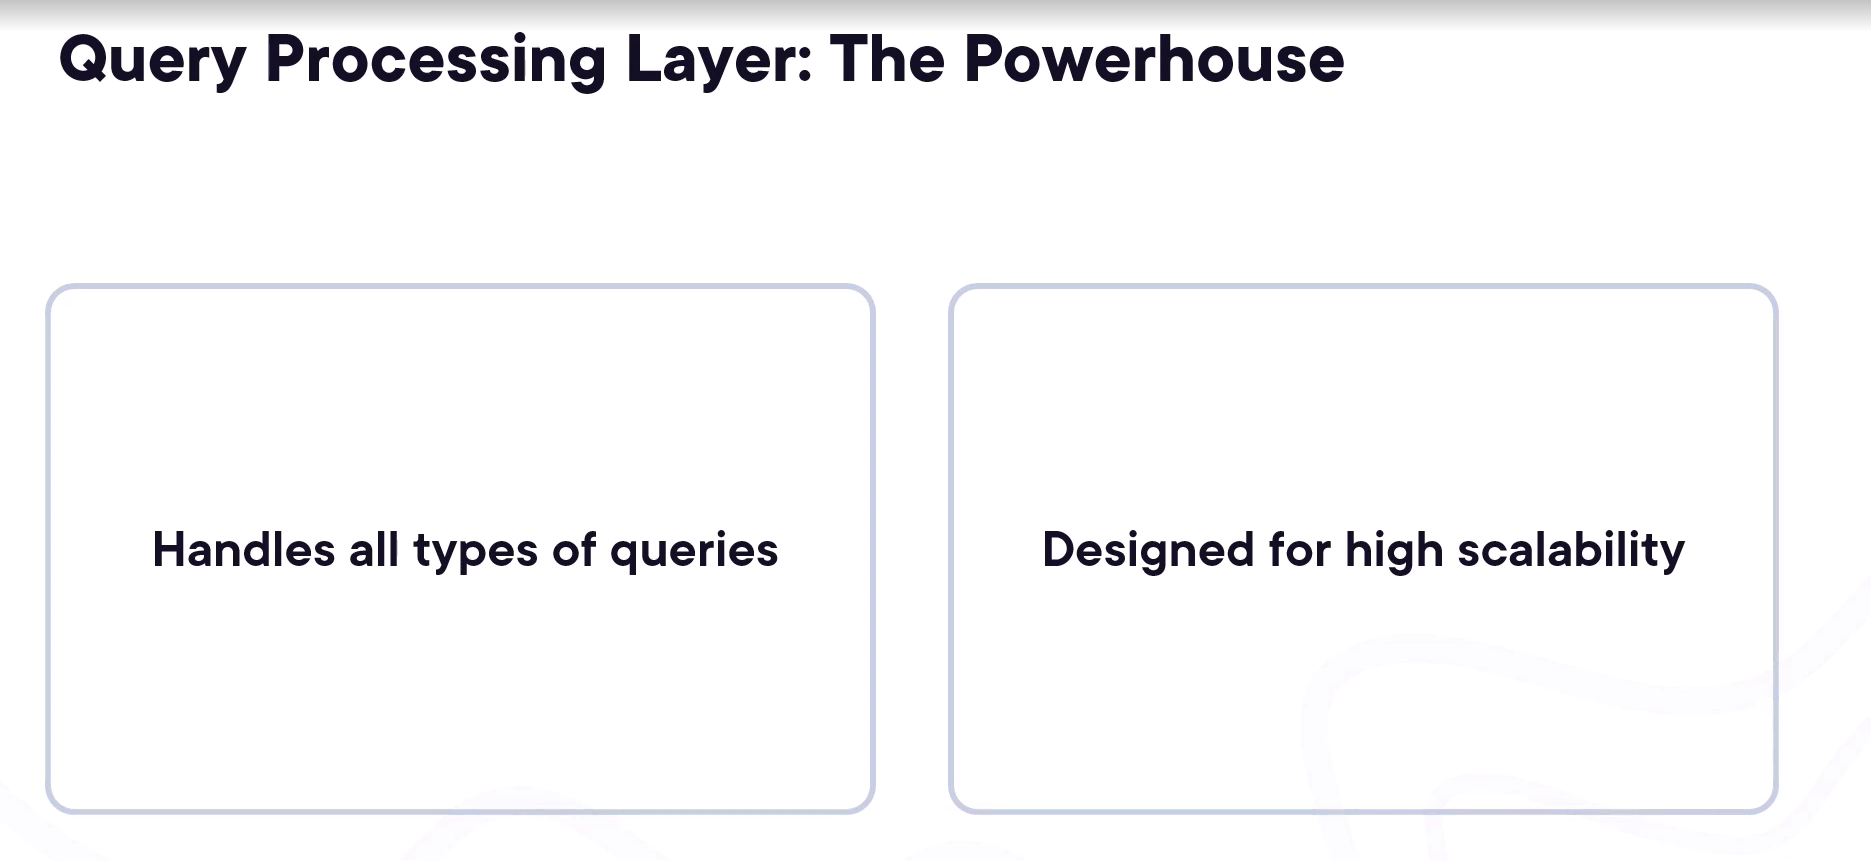 Query Processing Layer: The Powerhouse
Handles all types of queries
Designed for high scalability